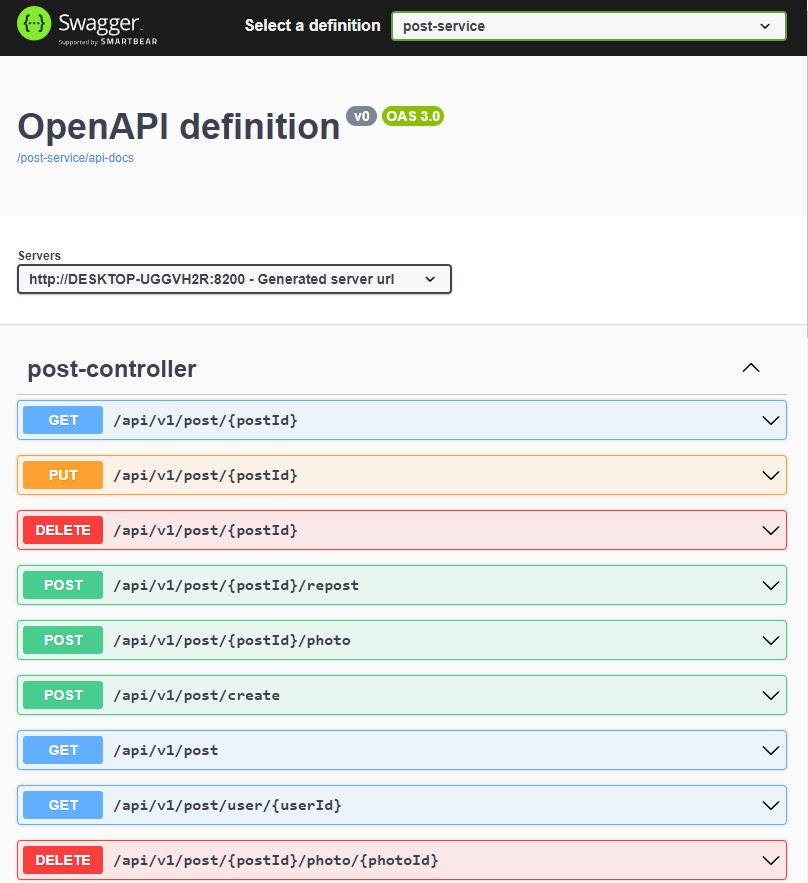 {··} Swagger.
Supported by SMARTBEAR
Select a definition
post-service
OpenAPI definition v0 OAS 3.0
/post-service/api-docs
Servers
http://DESKTOP-UGGVH2R:8200 - Generated server url
post-controller
GET /api/v1/post/{postId}
PUT /api/v1/post/{postId}
DELETE /api/v1/post/{postId}
POST /api/v1/post/{postId}/repost
POST /api/v1/post/{postId}/photo
POST /api/v1/post/create
GET /api/v1/post
GET /api/v1/post/user/{userId}
DELETE /api/v1/post/{postId}/photo/{photoId}